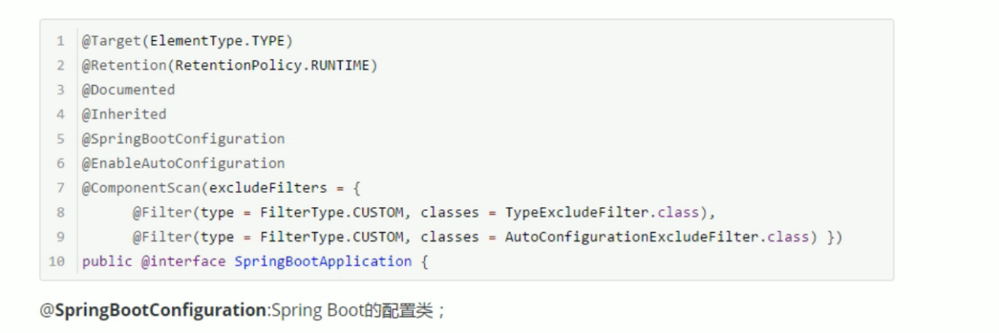 1 @Target(ElementType.TYPE)
2 @Retention(RetentionPolicy.RUNTIME)
3 @Documented
4 @Inherited
5 @SpringBootConfiguration
6 @EnableAutoConfiguration
7 @ComponentScan(excludeFilters = {
8 @Filter(type = FilterType.CUSTOM, classes = TypeExcludeFilter.class),
9 @Filter(type = FilterType.CUSTOM, classes = AutoConfigurationExcludeFilter.class) })
10 public @interface SpringBootApplication {
@SpringBootConfiguration:Spring Boot的配置类；